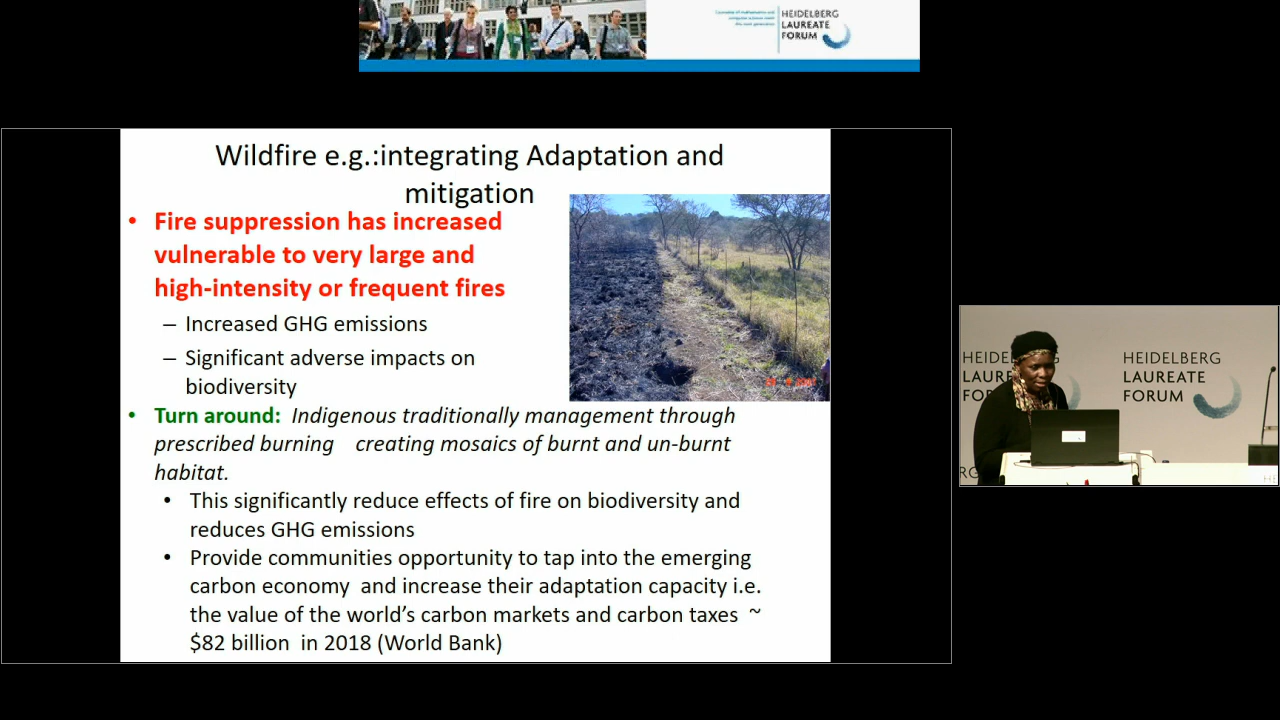 HEIDELBERG
LAUREATE
FORUM
Wildfire e.g.:integrating Adaptation and
mitigation
• Fire suppression has increased
vulnerable to very large and
high-intensity or frequent fires
– Increased GHG emissions
– Significant adverse impacts on
biodiversity
• Turn around: Indigenous traditionally management through
prescribed burning creating mosaics of burnt and un-burnt
habitat.
• This significantly reduce effects of fire on biodiversity and
reduces GHG emissions
• Provide communities opportunity to tap into the emerging
carbon economy and increase their adaptation capacity i.e.
the value of the world's carbon markets and carbon taxes ~
$82 billion in 2018 (World Bank)
HEIDELBERG
LAUREATE
FORUM